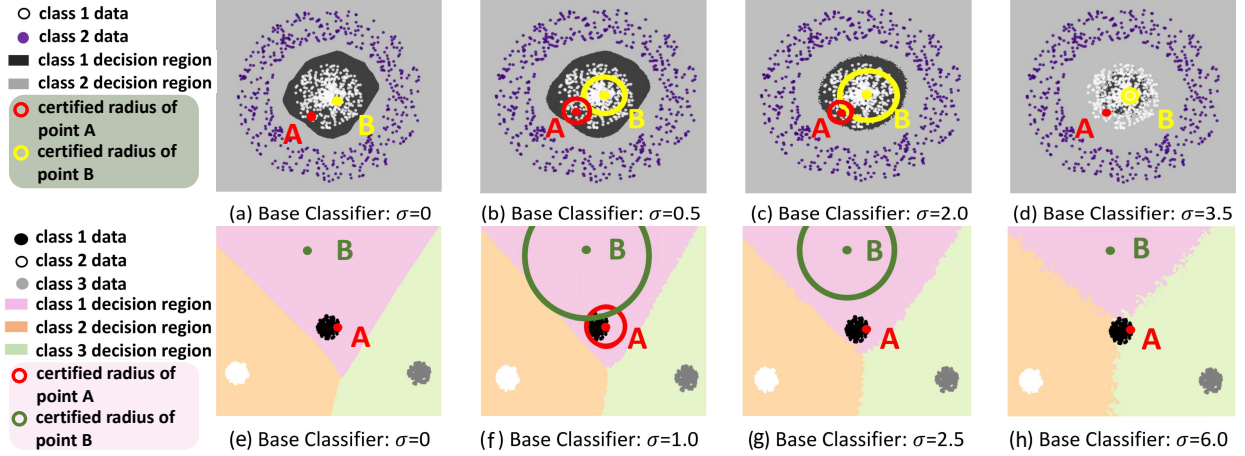 class 1 data
class 2 data
class 1 decision region
class 2 decision region
certified radius of
point A
certified radius of
point B
A
B
A
B
A
B
A
B
(a) Base Classifier: σ=0
(b) Base Classifier: σ=0.5
(c) Base Classifier: σ=2.0
(d) Base Classifier: σ=3.5
class 1 data
class 2 data
class 3 data
class 1 decision region
class 2 decision region
class 3 decision region
certified radius of
point A
certified radius of
point B
B
A
B
A
B
A
B
A
(e) Base Classifier: σ=0
(f) Base Classifier: σ=1.0
(g) Base Classifier: σ=2.5
(h) Base Classifier: σ=6.0